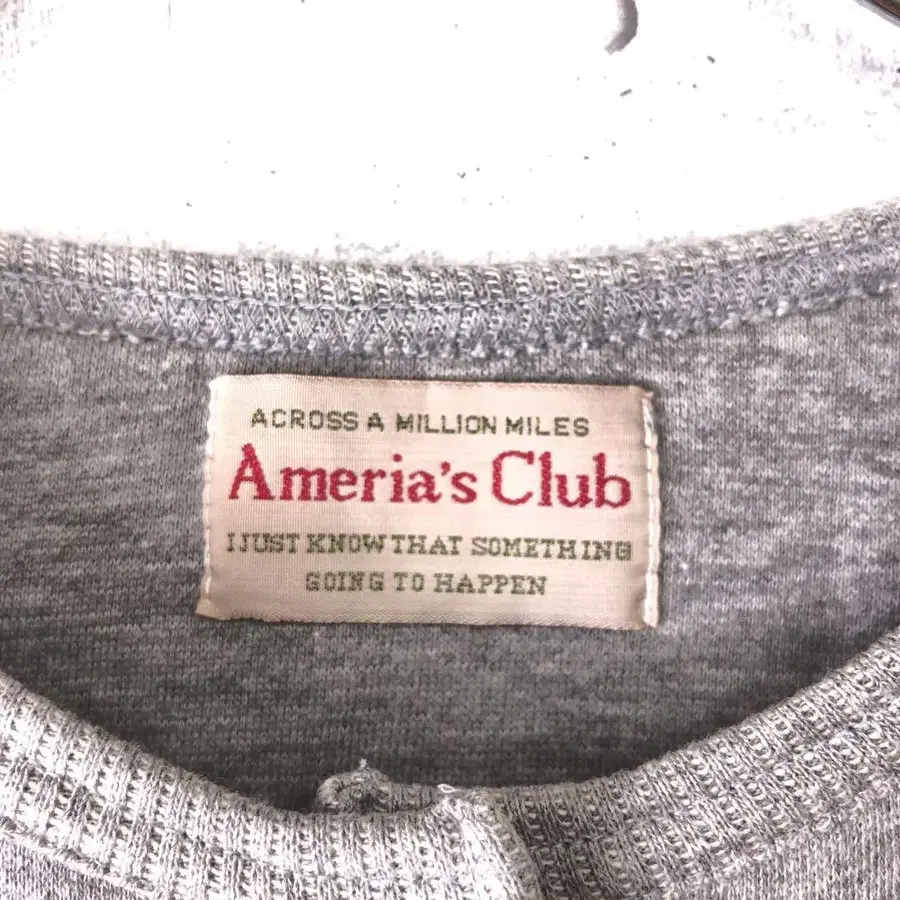 ACROSS A MILLION MILES
Ameria's Club
I JUST KNOW THAT SOMETHING
GOING TO HAPPEN